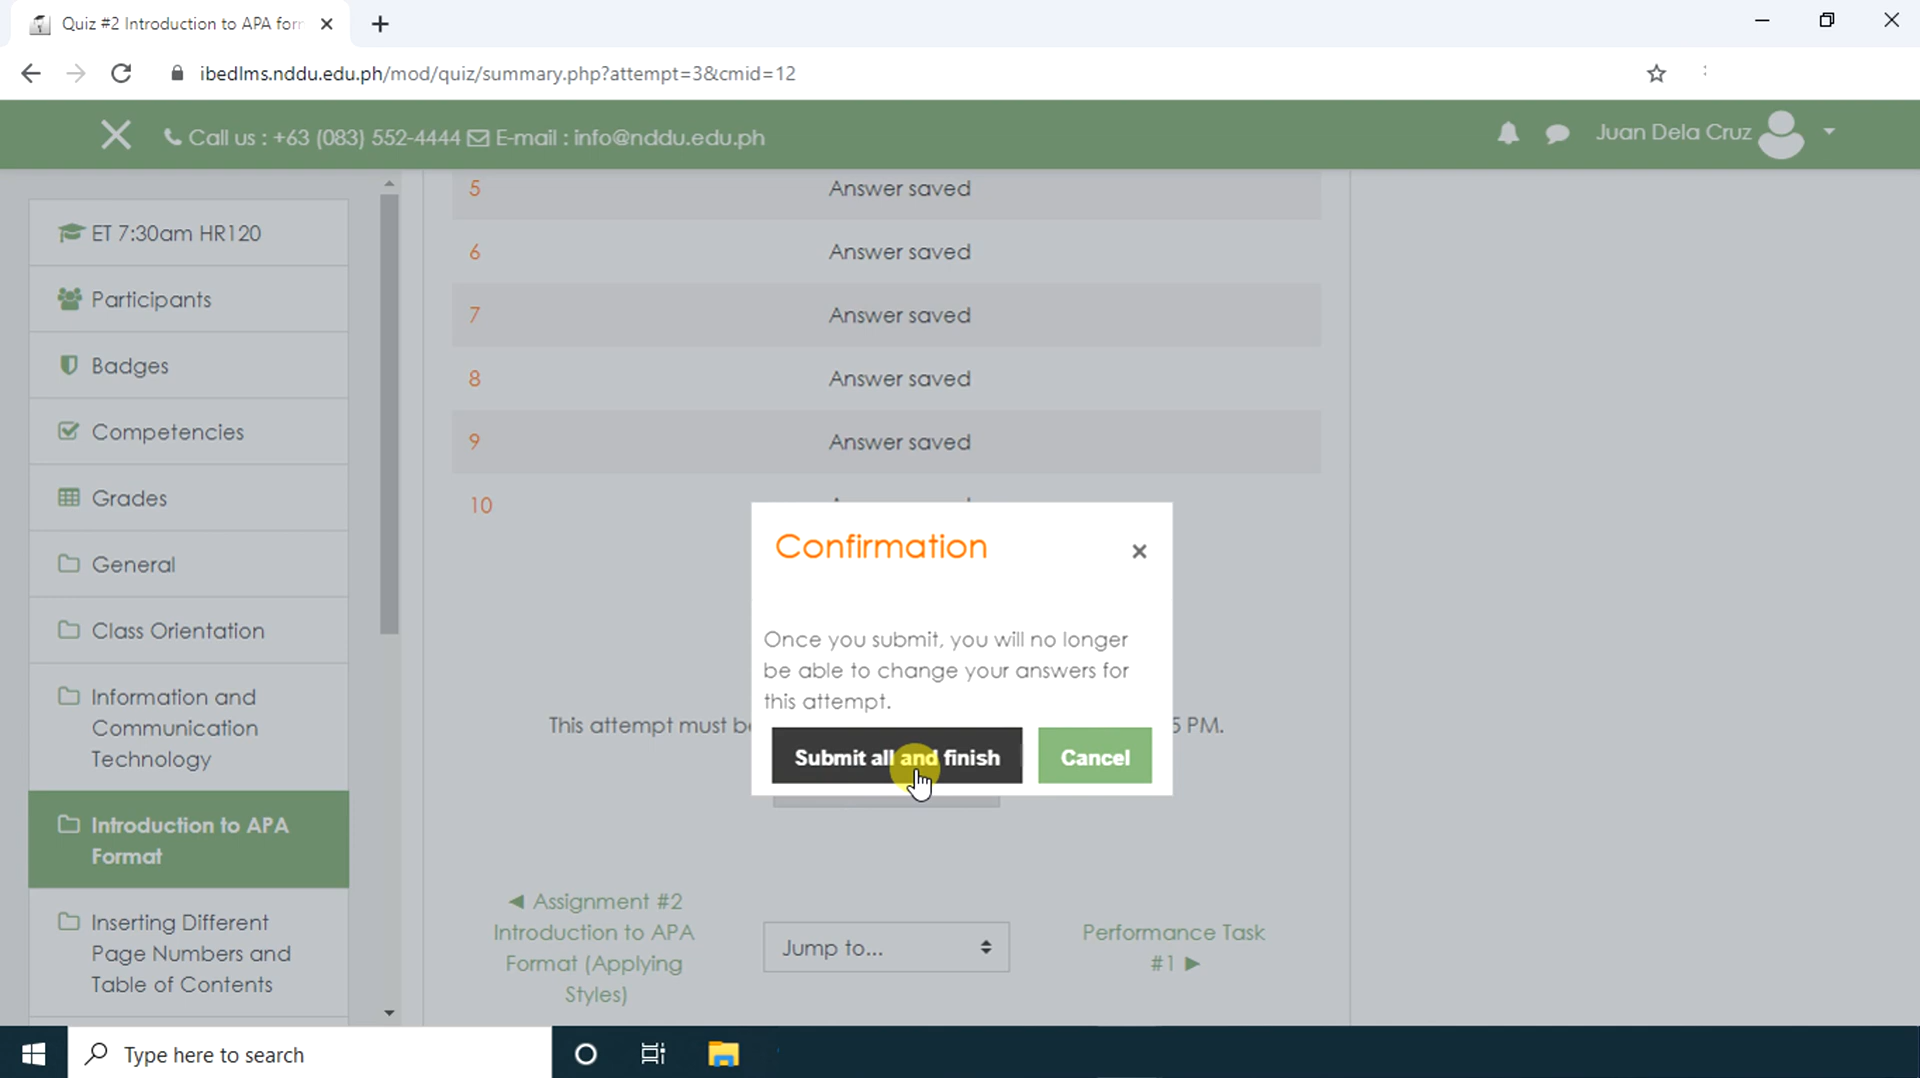 Quiz #2 Introduction to APA for
ibedlms.nddu.edu.ph/mod/quiz/summary.php?attempt=3&cmid=12
Call us : +63 (083) 552-4444 E-mail : info@nddu.edu.ph
Juan Dela Cruz
ET 7:30am HR120
Participants
Badges
Competencies
Grades
General
Class Orientation
Information and
Communication
Technology
Introduction to APA
Format
Inserting Different
Page Numbers and
Table of Contents
5 Answer saved
6 Answer saved
7 Answer saved
8 Answer saved
9 Answer saved
10
Confirmation
Once you submit, you will no longer
be able to change your answers for
this attempt.
Submit all and finish Cancel
This attempt must b 5 PM.
◄ Assignment #2
Introduction to APA
Format (Applying
Styles)
Jump to...
Performance Task
#1 ►
Type here to search